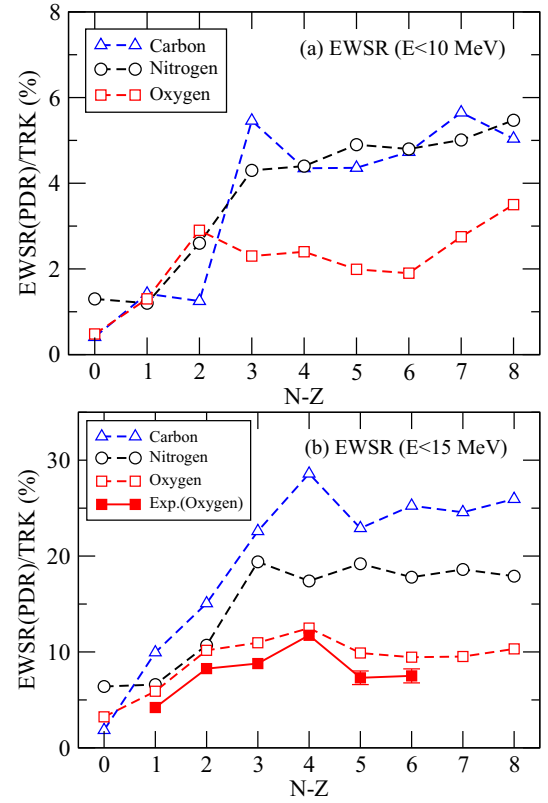 8
6
4
2
0
EWSR(PDR)/TRK (%)
Carbon
Nitrogen
Oxygen
(a) EWSR (E<10 MeV)
0 1 2 3 4 5 6 7 8
N-Z
30
20
10
0
EWSR(PDR)/TRK (%)
Carbon
Nitrogen
Oxygen
Exp.(Oxygen)
(b) EWSR (E<15 MeV)
0 1 2 3 4 5 6 7 8
N-Z